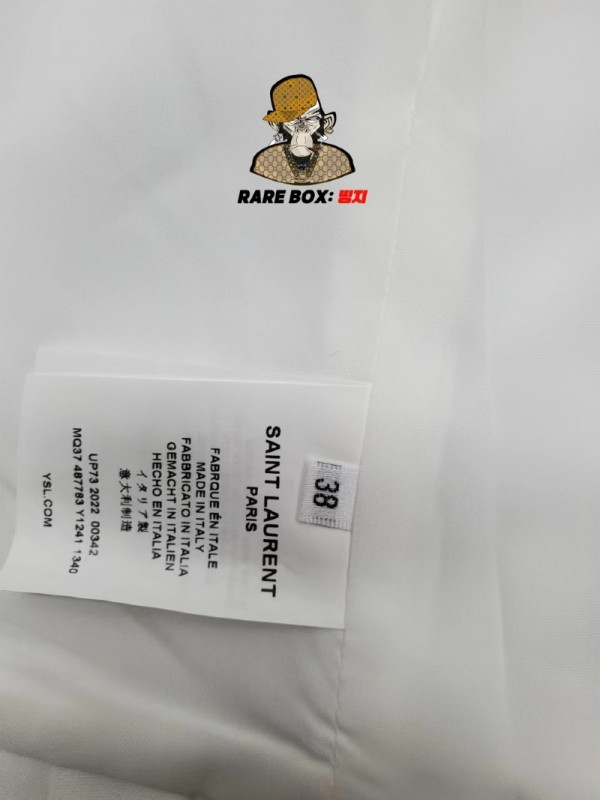 RARE BOX: 띵지
38
SAINT LAURENT
PARIS
FABRQUE ÉN ITALE
MADE IN ITALY
FABBRICATO IN ITALIA
GEMACHT IN ITALIEN
HECHO EN ITALIA
イタリア製
意大利制造
UP73 2022 00342
MQ37 487783 Y1241 1340
YSL.COM